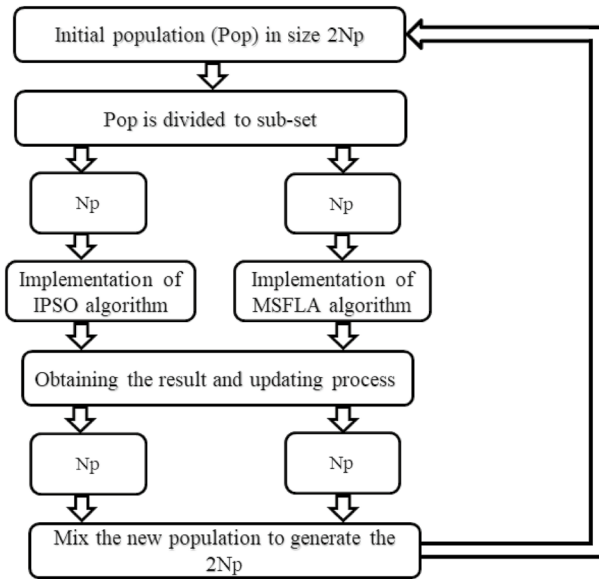 Initial population (Pop) in size 2Np
Pop is divided to sub-set
Np
Np
Implementation of
IPSO algorithm
Implementation of
MSFLA algorithm
Obtaining the result and updating process
Np
Np
Mix the new population to generate the
2Np